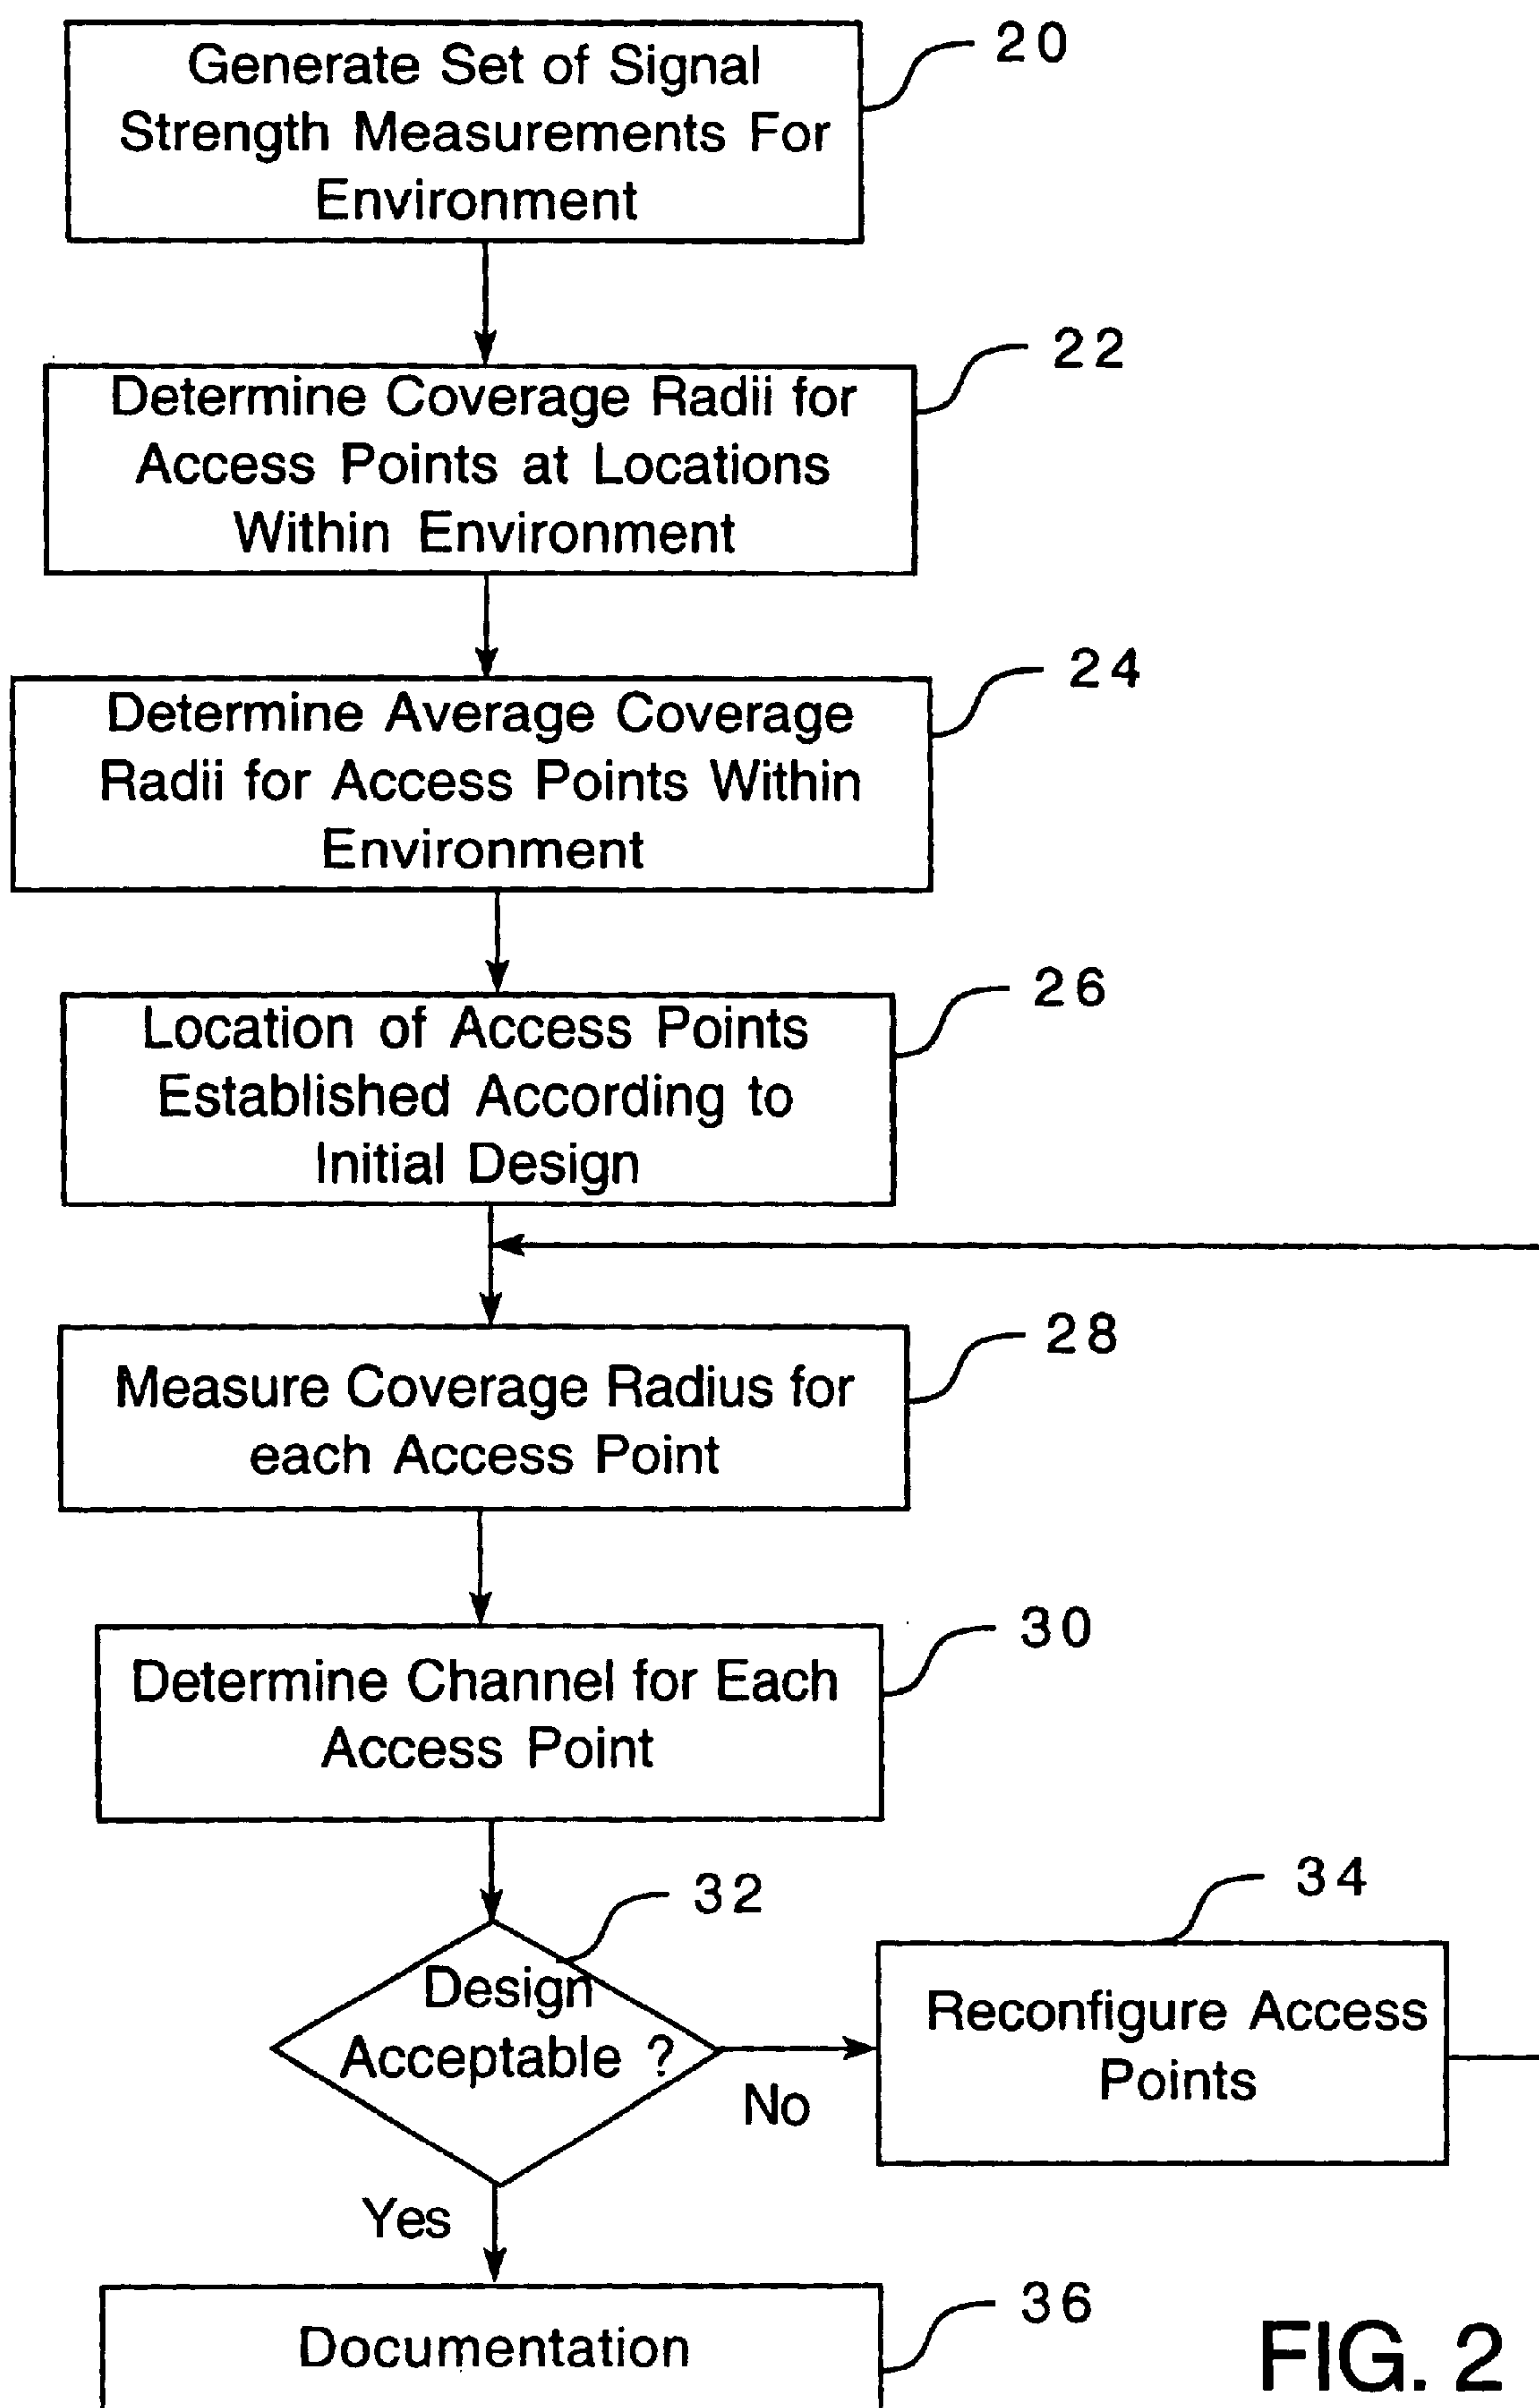 Generate Set of Signal
Strength Measurements For
Environment
20
Determine Coverage Radii for
Access Points at Locations
Within Environment
22
Determine Average Coverage
Radii for Access Points Within
Environment
24
Location of Access Points
Established According to
Initial Design
26
Measure Coverage Radius for
each Access Point
28
Determine Channel for Each
Access Point
30
Design
Acceptable ?
32
No
Reconfigure Access
Points
34
Yes
Documentation
36
FIG. 2